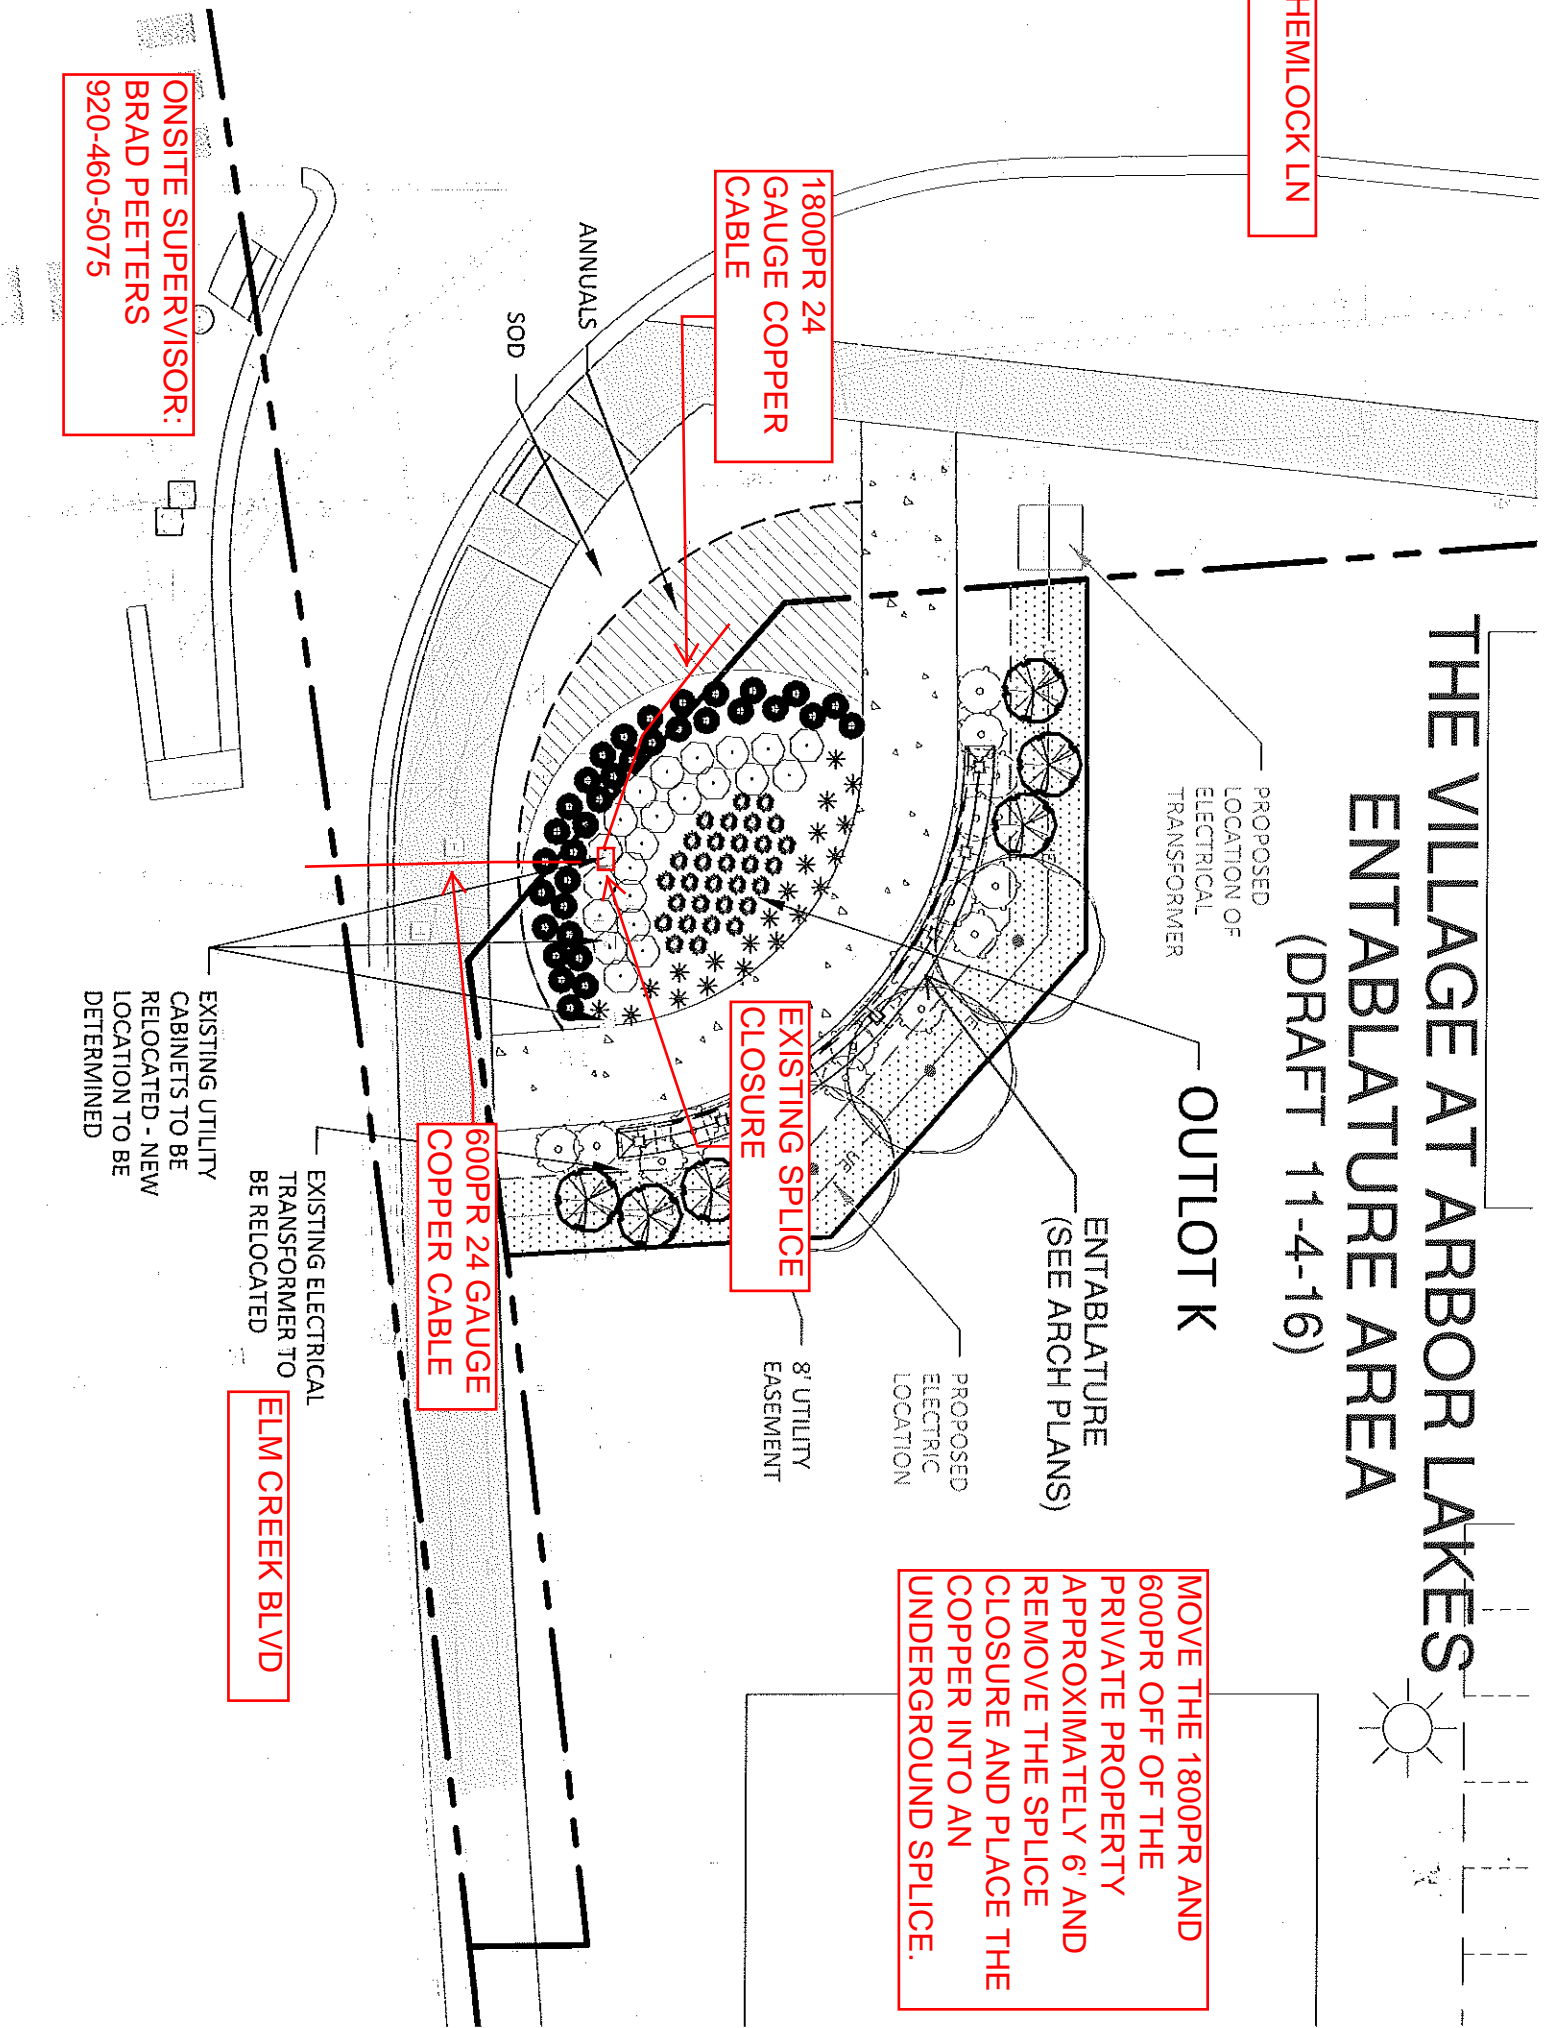 THE VILLAGE AT ARBOR LAKES
ENTABLATURE AREA
(DRAFT 11-4-16)
HEMLOCK LN
PROPOSED
LOCATION OF
ELECTRICAL
TRANSFORMER
OUTLOT K
ENTABLATURE
(SEE ARCH PLANS)
PROPOSED
ELECTRIC
LOCATION
8' UTILITY
EASEMENT
MOVE THE 1800PR AND
600PR OFF OF THE
PRIVATE PROPERTY
APPROXIMATELY 6' AND
REMOVE THE SPLICE
CLOSURE AND PLACE THE
COPPER INTO AN
UNDERGROUND SPLICE.
1800PR 24
GAUGE COPPER
CABLE
ANNUALS
SOD
EXISTING SPLICE
CLOSURE
600PR 24 GAUGE
COPPER CABLE
EXISTING ELECTRICAL
TRANSFORMER TO
BE RELOCATED
EXISTING UTILITY
CABINETS TO BE
RELOCATED - NEW
LOCATION TO BE
DETERMINED
ELM CREEK BLVD
ONSITE SUPERVISOR:
BRAD PEETERS
920-460-5075